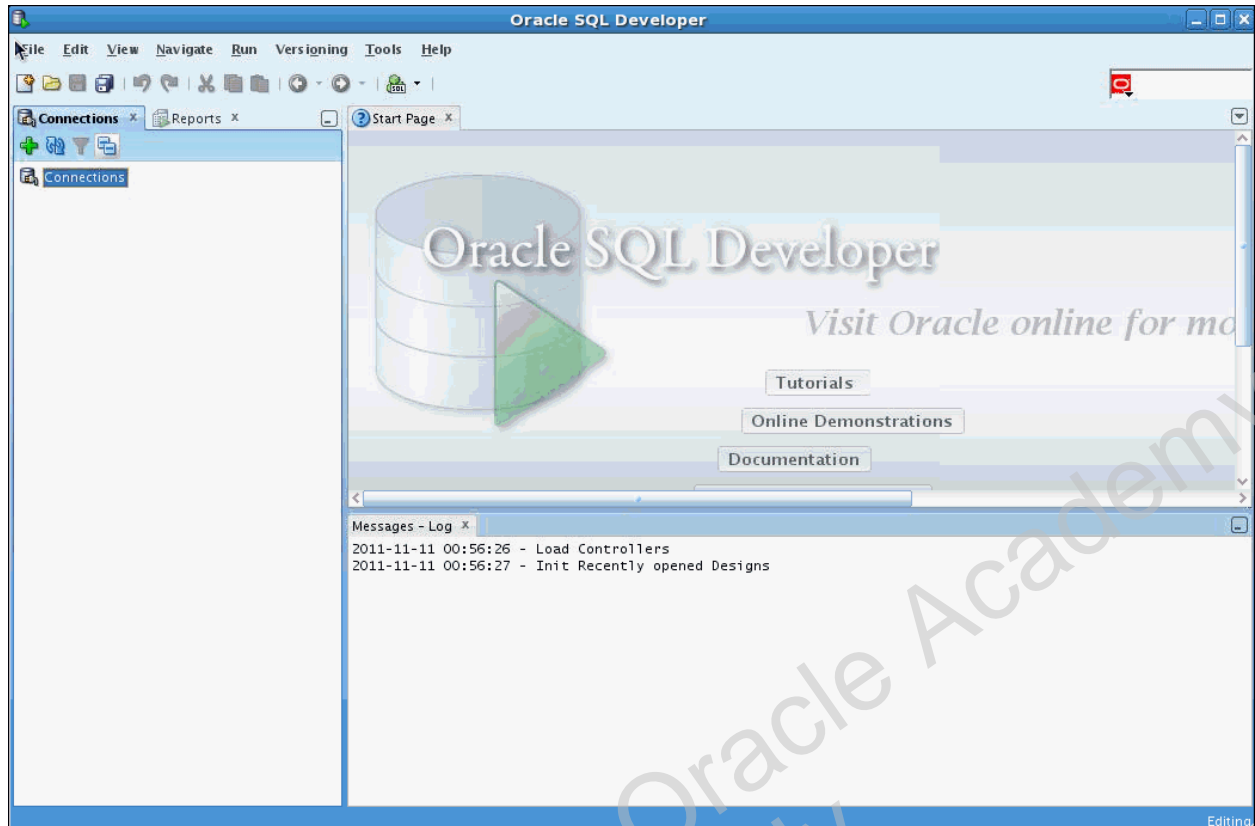 Oracle SQL Developer
File Edit View Navigate Run Versioning Tools Help
SQL
Connections x Reports x
Start Page x
Connections
Oracle SQL Developer
Visit Oracle online for mo
Tutorials
Online Demonstrations
Documentation
Messages - Log x
2011-11-11 00:56:26 - Load Controllers
2011-11-11 00:56:27 - Init Recently opened Designs
Editing
Oracle Academy